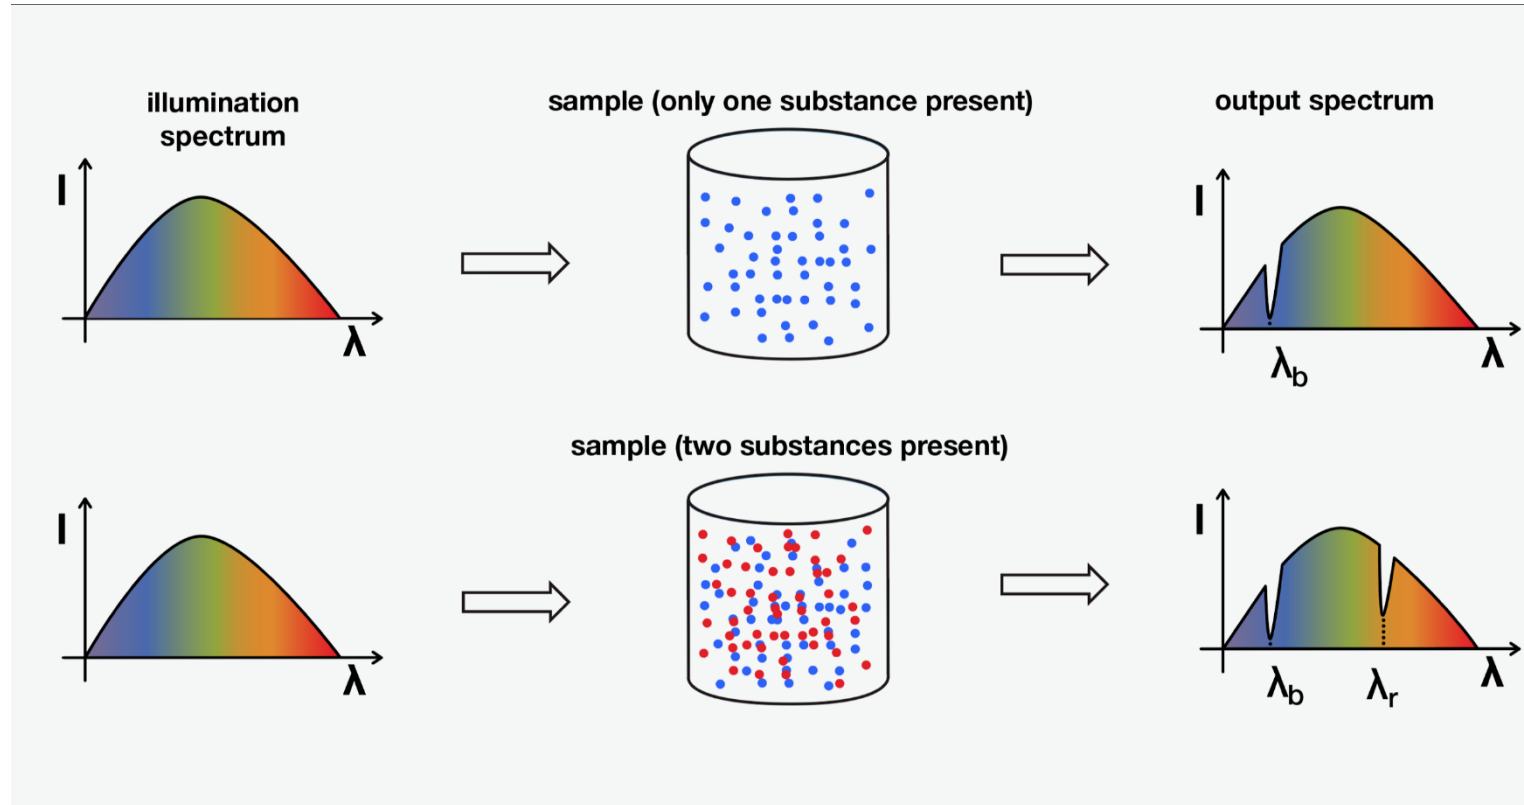 illumination
spectrum
sample (only one substance present)
output spectrum
I
λ
I
λb
λ
sample (two substances present)
I
λ
I
λb
λr
λ